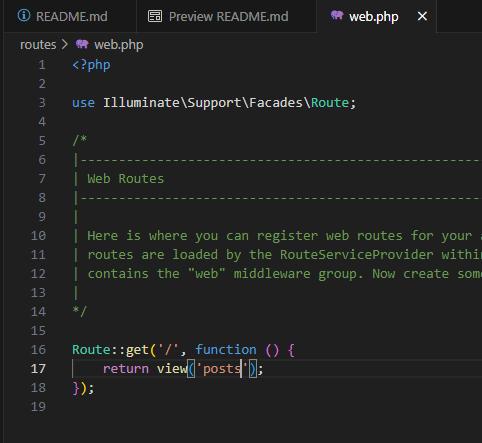 README.md Preview README.md web.php
routes > web.php
1 <?php
2
3 use Illuminate\Support\Facades\Route;
4
5 /*
6 |--------------------------------------------------
7 | Web Routes
8 |--------------------------------------------------
9 |
10 | Here is where you can register web routes for your a
11 | routes are loaded by the RouteServiceProvider within
12 | contains the "web" middleware group. Now create some
13 |
14 */
15
16 Route::get('/', function () {
17 return view('posts');
18 });
19